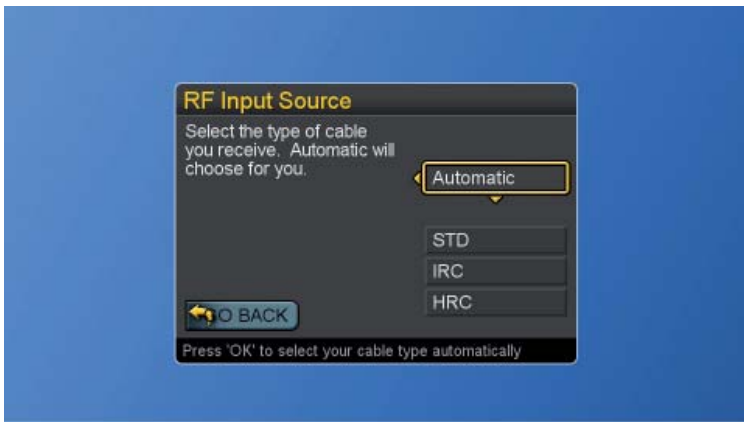 RF Input Source
Select the type of cable
you receive. Automatic will
choose for you.
Automatic
STD
IRC
HRC
GO BACK
Press 'OK' to select your cable type automatically